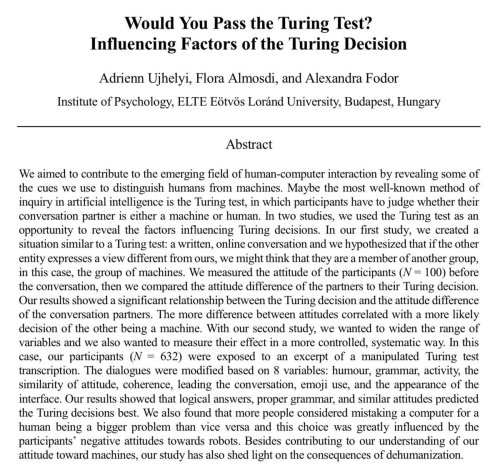 Would You Pass the Turing Test?
Influencing Factors of the Turing Decision
Adrienn Ujhelyi, Flora Almosdi, and Alexandra Fodor
Institute of Psychology, ELTE Eötvös Loránd University, Budapest, Hungary
Abstract
We aimed to contribute to the emerging field of human-computer interaction by revealing some of
the cues we use to distinguish humans from machines. Maybe the most well-known method of
inquiry in artificial intelligence is the Turing test, in which participants have to judge whether their
conversation partner is either a machine or human. In two studies, we used the Turing test as an
opportunity to reveal the factors influencing Turing decisions. In our first study, we created a
situation similar to a Turing test: a written, online conversation and we hypothesized that if the other
entity expresses a view different from ours, we might think that they are a member of another group,
in this case, the group of machines. We measured the attitude of the participants (N = 100) before
the conversation, then we compared the attitude difference of the partners to their Turing decision.
Our results showed a significant relationship between the Turing decision and the attitude difference
of the conversation partners. The more difference between attitudes correlated with a more likely
decision of the other being a machine. With our second study, we wanted to widen the range of
variables and we also wanted to measure their effect in a more controlled, systematic way. In this
case, our participants (N = 632) were exposed to an excerpt of a manipulated Turing test
transcription. The dialogues were modified based on 8 variables: humour, grammar, activity, the
similarity of attitude, coherence, leading the conversation, emoji use, and the appearance of the
interface. Our results showed that logical answers, proper grammar, and similar attitudes predicted
the Turing decisions best. We also found that more people considered mistaking a computer for a
human being a bigger problem than vice versa and this choice was greatly influenced by the
participants' negative attitudes towards robots. Besides contributing to our understanding of our
attitude toward machines, our study has also shed light on the consequences of dehumanization.